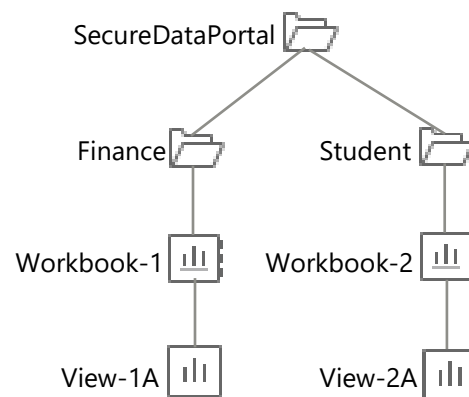 SecureDataPortal
Finance
Student
Workbook-1
Workbook-2
View-1A
View-2A